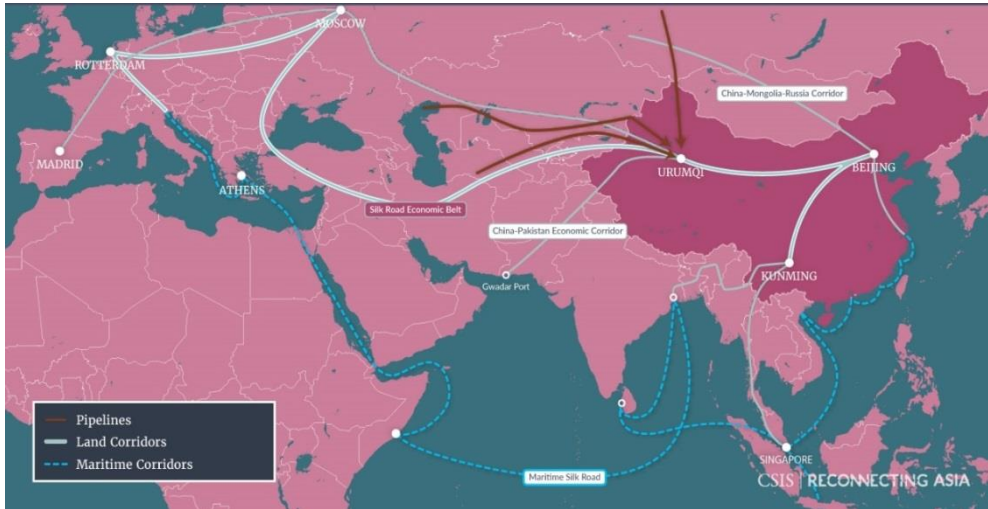 MOSCOW
ROTTERDAM
China-Mongolia-Russia Corridor
MADRID
URUMQI
BEIJING
ATHENS
Silk Road Economic Belt
China-Pakistan Economic Corridor
KUNMING
Gwadar Port
Pipelines
Land Corridors
Maritime Corridors
SINGAPORE
Maritime Silk Road
CSIS | RECONNECTING ASIA